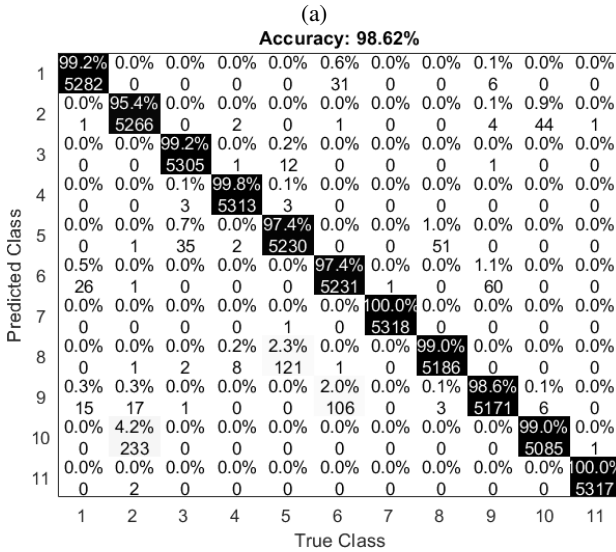 (a)
Accuracy: 98.62%
99.2% 0.0% 0.0% 0.0% 0.0% 0.6% 0.0% 0.0% 0.1% 0.0% 0.0%
1
5282 0 0 0 0 31 0 0 6 0 0
0.0% 95.4% 0.0% 0.0% 0.0% 0.0% 0.0% 0.0% 0.1% 0.9% 0.0%
2
1 5266 0 2 0 1 0 0 4 44 1
0.0% 0.0% 99.2% 0.0% 0.2% 0.0% 0.0% 0.0% 0.0% 0.0% 0.0%
3
0 0 5305 1 12 0 0 0 1 0 0
0.0% 0.0% 0.1% 99.8% 0.1% 0.0% 0.0% 0.0% 0.0% 0.0% 0.0%
4
0 0 3 5313 3 0 0 0 0 0 0
0.0% 0.0% 0.7% 0.0% 97.4% 0.0% 0.0% 1.0% 0.0% 0.0% 0.0%
5
0 1 35 2 5230 0 0 51 0 0 0
0.5% 0.0% 0.0% 0.0% 0.0% 97.4% 0.0% 0.0% 1.1% 0.0% 0.0%
6
26 1 0 0 0 5231 1 0 60 0 0
0.0% 0.0% 0.0% 0.0% 0.0% 0.0% 100.0% 0.0% 0.0% 0.0% 0.0%
7
0 0 0 0 1 0 5318 0 0 0 0
0.0% 0.0% 0.0% 0.2% 2.3% 0.0% 0.0% 99.0% 0.0% 0.0% 0.0%
8
0 1 2 8 121 1 0 5186 0 0 0
0.3% 0.3% 0.0% 0.0% 0.0% 2.0% 0.0% 0.1% 98.6% 0.1% 0.0%
9
15 17 1 0 0 106 0 3 5171 6 0
0.0% 4.2% 0.0% 0.0% 0.0% 0.0% 0.0% 0.0% 0.0% 99.0% 0.0%
10
0 233 0 0 0 0 0 0 0 5085 1
0.0% 0.0% 0.0% 0.0% 0.0% 0.0% 0.0% 0.0% 0.0% 0.0% 100.0%
11
0 2 0 0 0 0 0 0 0 0 5317
1 2 3 4 5 6 7 8 9 10 11
True Class
Predicted Class